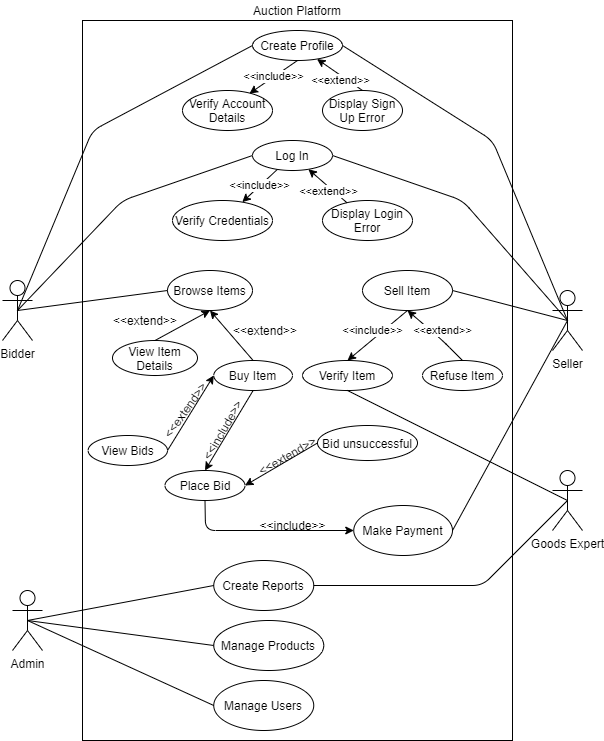 Auction Platform
Create Profile
<<include>>
<<extend>>
Verify Account
Details
Display Sign
Up Error
Log In
<<include>>
<<extend>>
Verify Credentials
Display Login
Error
Browse Items
Sell Item
Bidder
Seller
<<extend>>
<<extend>>
<<include>>
<<extend>>
View Item
Details
Buy Item
Verify Item
Refuse Item
<<extend>>
<<include>>
View Bids
<<extend>>
Bid unsuccessful
Place Bid
<<include>>
Make Payment
Goods Expert
Create Reports
Admin
Manage Products
Manage Users